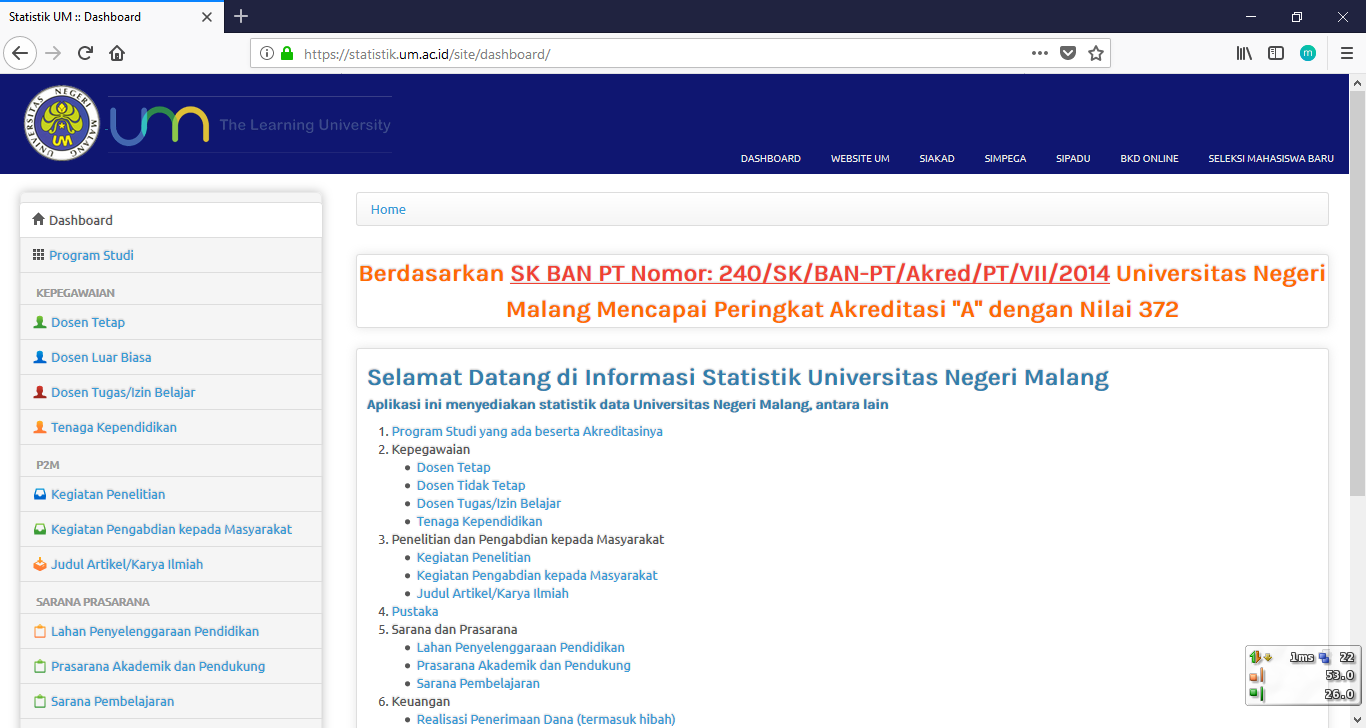 Statistik UM :: Dashboard
https://statistik.um.ac.id/site/dashboard/
UNIVERSITAS NEGERI MALANG
UM
um
The Learning University
DASHBOARD
WEBSITE UM
SIAKAD
SIMPEGA
SIPADU
BKD ONLINE
SELEKSI MAHASISWA BARU
Dashboard
Program Studi
KEPEGAWAIAN
Dosen Tetap
Dosen Luar Biasa
Dosen Tugas/Izin Belajar
Tenaga Kependidikan
P2M
Kegiatan Penelitian
Kegiatan Pengabdian kepada Masyarakat
Judul Artikel/Karya Ilmiah
SARANA PRASARANA
Lahan Penyelenggaraan Pendidikan
Prasarana Akademik dan Pendukung
Sarana Pembelajaran
Home
Berdasarkan SK BAN PT Nomor: 240/SK/BAN-PT/Akred/PT/VII/2014 Universitas Negeri
Malang Mencapai Peringkat Akreditasi "A" dengan Nilai 372
Selamat Datang di Informasi Statistik Universitas Negeri Malang
Aplikasi ini menyediakan statistik data Universitas Negeri Malang, antara lain
1. Program Studi yang ada beserta Akreditasinya
2. Kepegawaian
• Dosen Tetap
• Dosen Tidak Tetap
• Dosen Tugas/Izin Belajar
• Tenaga Kependidikan
3. Penelitian dan Pengabdian kepada Masyarakat
• Kegiatan Penelitian
• Kegiatan Pengabdian kepada Masyarakat
• Judul Artikel/Karya Ilmiah
4. Pustaka
5. Sarana dan Prasarana
• Lahan Penyelenggaraan Pendidikan
• Prasarana Akademik dan Pendukung
• Sarana Pembelajaran
6. Keuangan
• Realisasi Penerimaan Dana (termasuk hibah)
m
1ms 22
53.0
26.0